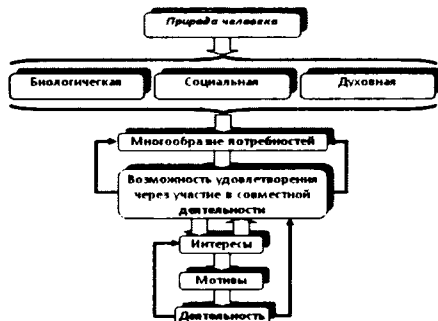 Природа человека
Биологическая Социальная Духовная
Многообразие потребностей
Возможность удовлетворения
через участие в совместной
деятельности
Интересы
Мотивы
Деятельность